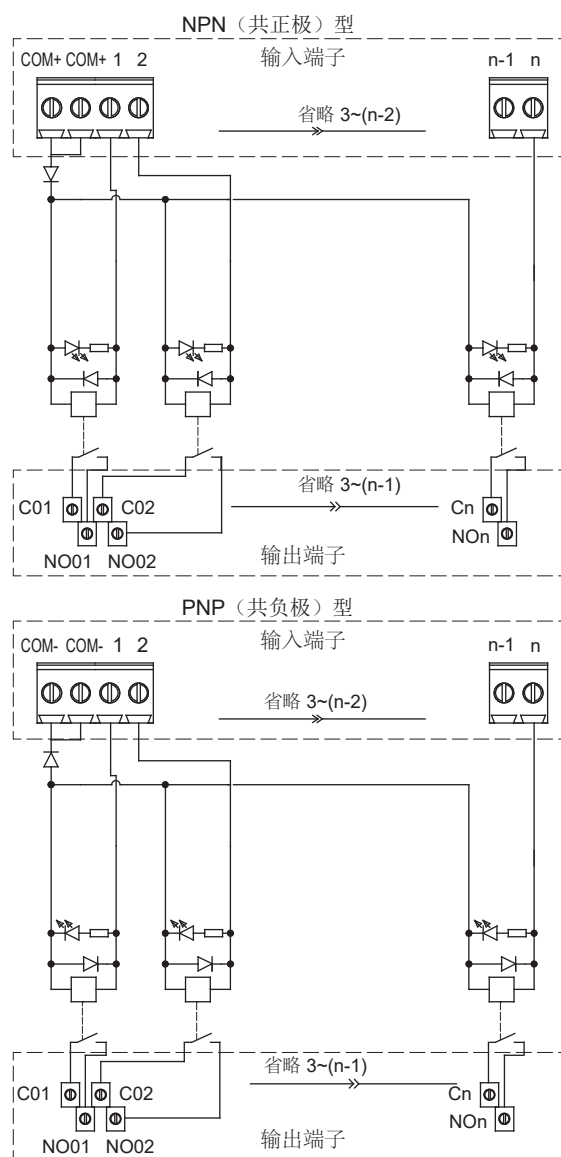 NPN（共正极）型
输入端子
COM+ COM+ 1 2 n-1 n
省略 3~(n-2)
省略 3~(n-1)
C01 C02 Cn
NO01 NO02 NOn
输出端子
PNP（共负极）型
输入端子
COM- COM- 1 2 n-1 n
省略 3~(n-2)
省略 3~(n-1)
C01 C02 Cn
NO01 NO02 NOn
输出端子